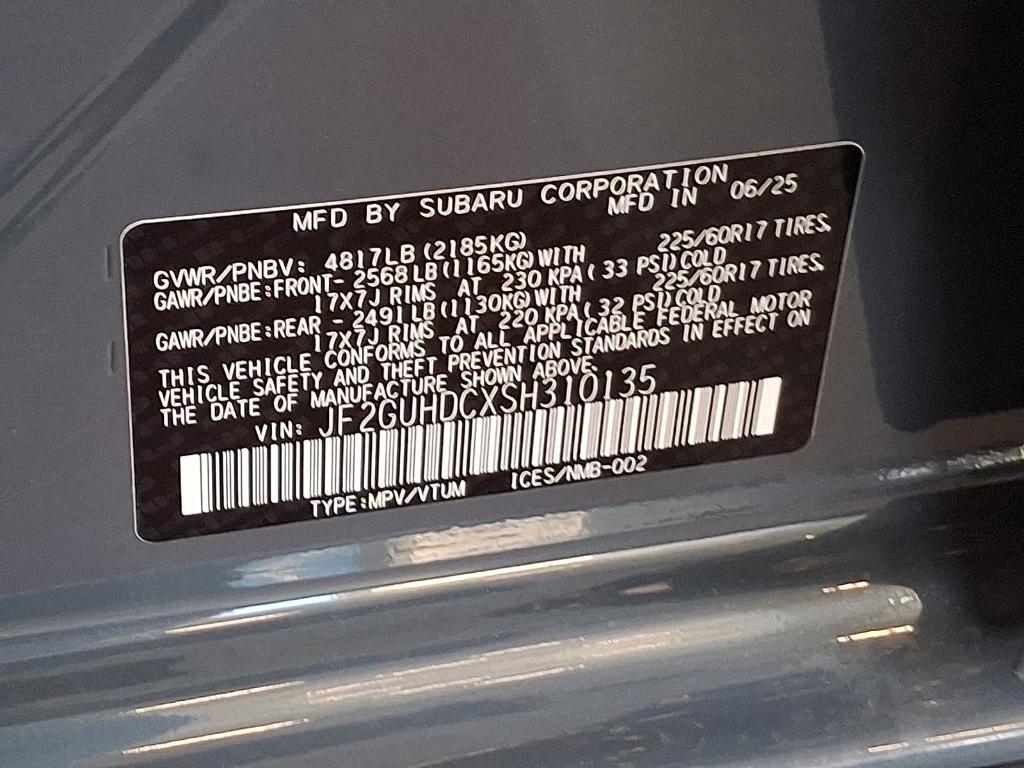 MFD BY SUBARU CORPORATION
MFD IN 06/25
GVWR/PNBV: 4817LB (2185KG)
GAWR/PNBE:FRONT- 2568LB(1165KG)WITH 225/60R17 TIRES.
17X7J RIMS AT 230 KPA( 33 PSI)COLD
GAWR/PNBE:REAR - 2491LB(1130KG)WITH 225/60R17 TIRES.
17X7J RIMS AT 220 KPA( 32 PSI)COLD
THIS VEHICLE CONFORMS TO ALL APPLICABLE FEDERAL MOTOR
VEHICLE SAFETY AND THEFT PREVENTION STANDARDS IN EFFECT ON
THE DATE OF MANUFACTURE SHOWN ABOVE.
VIN: JF2GUHDCXSH310135
TYPE:MPV/VTUM ICES/NMB-002